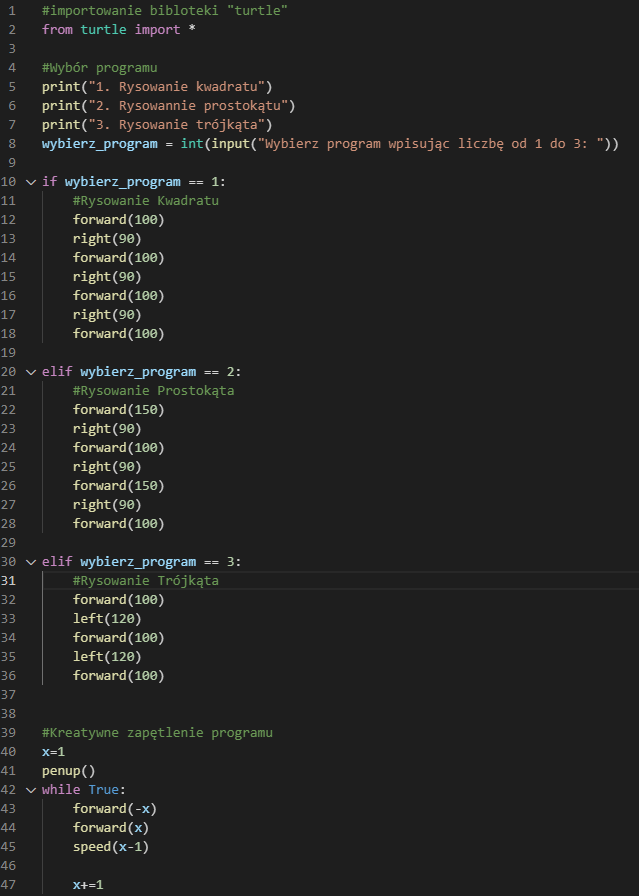 1 #importowanie bibloteki "turtle"
2 from turtle import *
3
4 #Wybór programu
5 print("1. Rysowanie kwadratu")
6 print("2. Rysowannie prostokątu")
7 print("3. Rysowanie trójkąta")
8 wybierz_program = int(input("Wybierz program wpisując liczbę od 1 do 3: "))
9
10 if wybierz_program == 1:
11     #Rysowanie Kwadratu
12     forward(100)
13     right(90)
14     forward(100)
15     right(90)
16     forward(100)
17     right(90)
18     forward(100)
19
20 elif wybierz_program == 2:
21     #Rysowanie Prostokąta
22     forward(150)
23     right(90)
24     forward(100)
25     right(90)
26     forward(150)
27     right(90)
28     forward(100)
29
30 elif wybierz_program == 3:
31     #Rysowanie Trójkąta
32     forward(100)
33     left(120)
34     forward(100)
35     left(120)
36     forward(100)
37
38
39 #Kreatywne zapętlenie programu
40 x=1
41 penup()
42 while True:
43     forward(-x)
44     forward(x)
45     speed(x-1)
46
47     x+=1